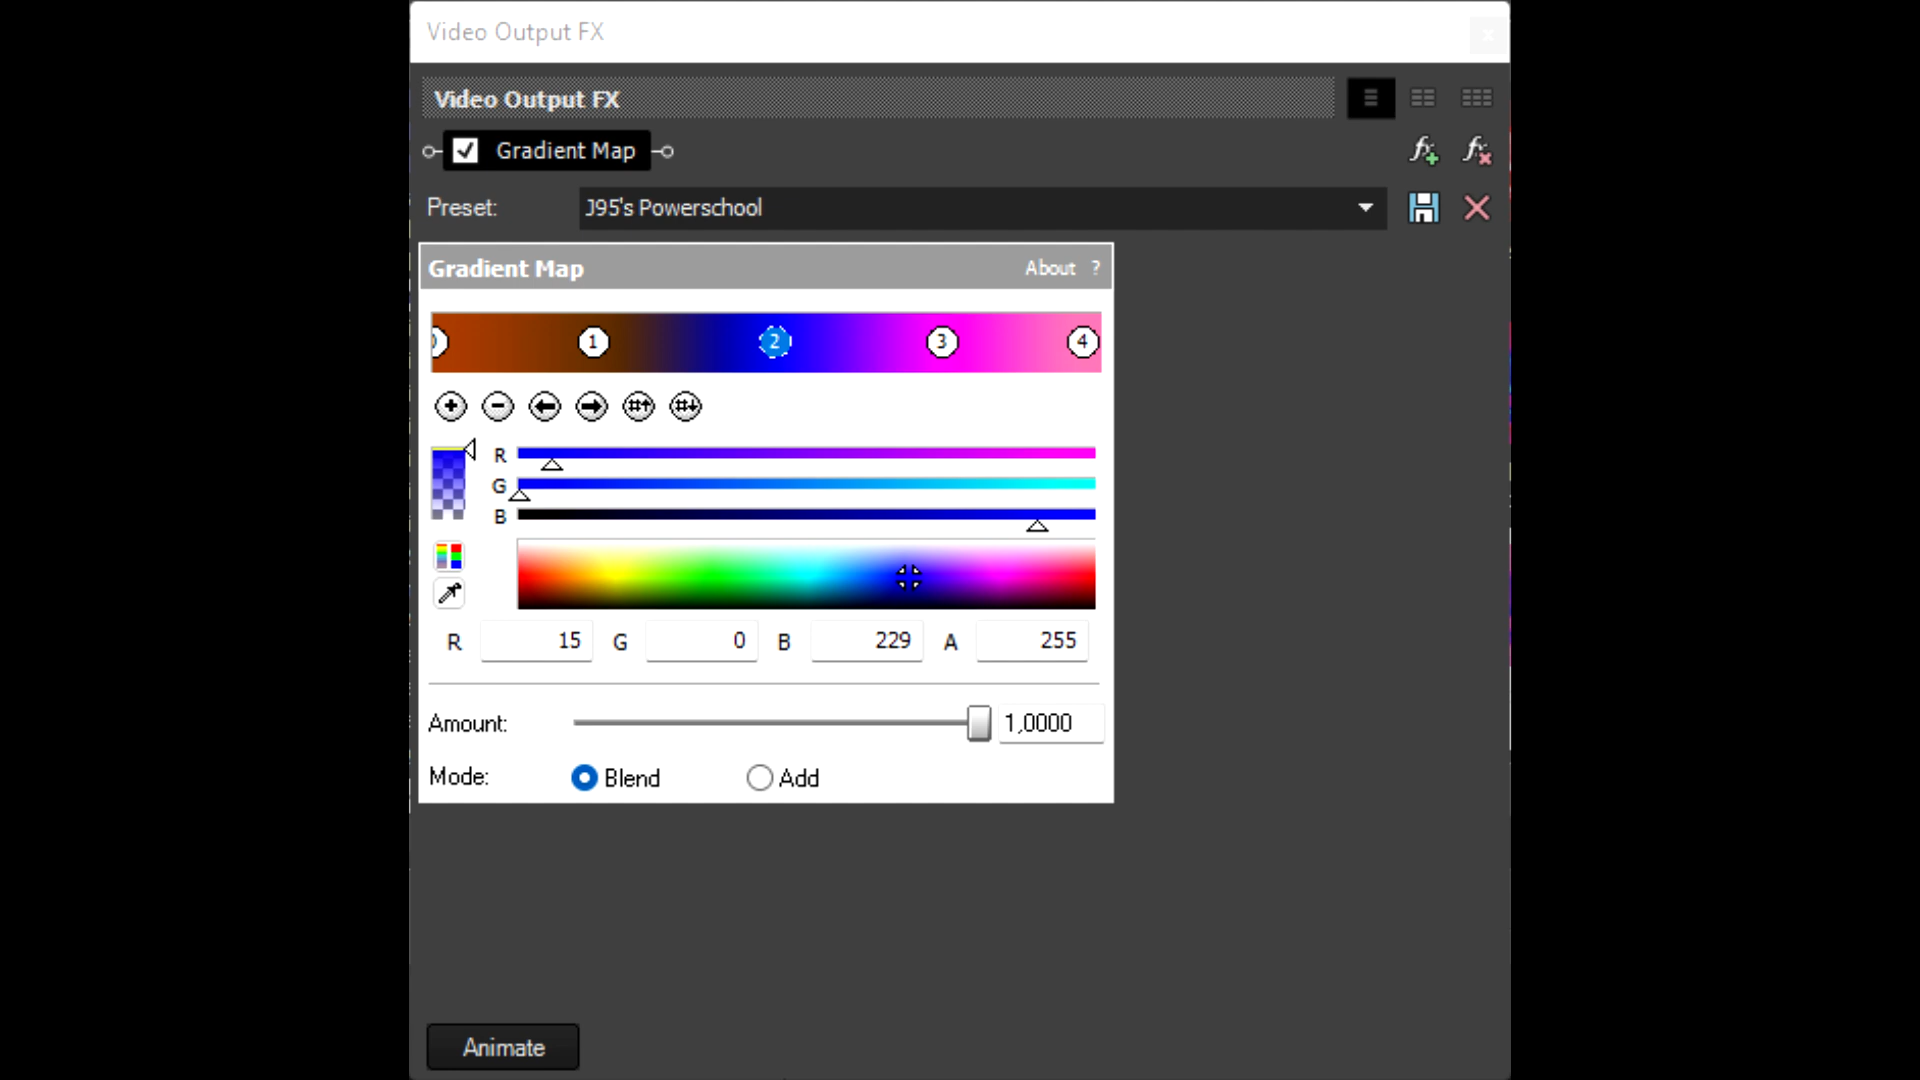 Video Output FX
Video Output FX
Gradient Map
Preset: J95's Powerschool
Gradient Map About ?
1 2 3 4
R
G
B
R 15 G 0 B 229 A 255
Amount: 1,0000
Mode: Blend Add
Animate